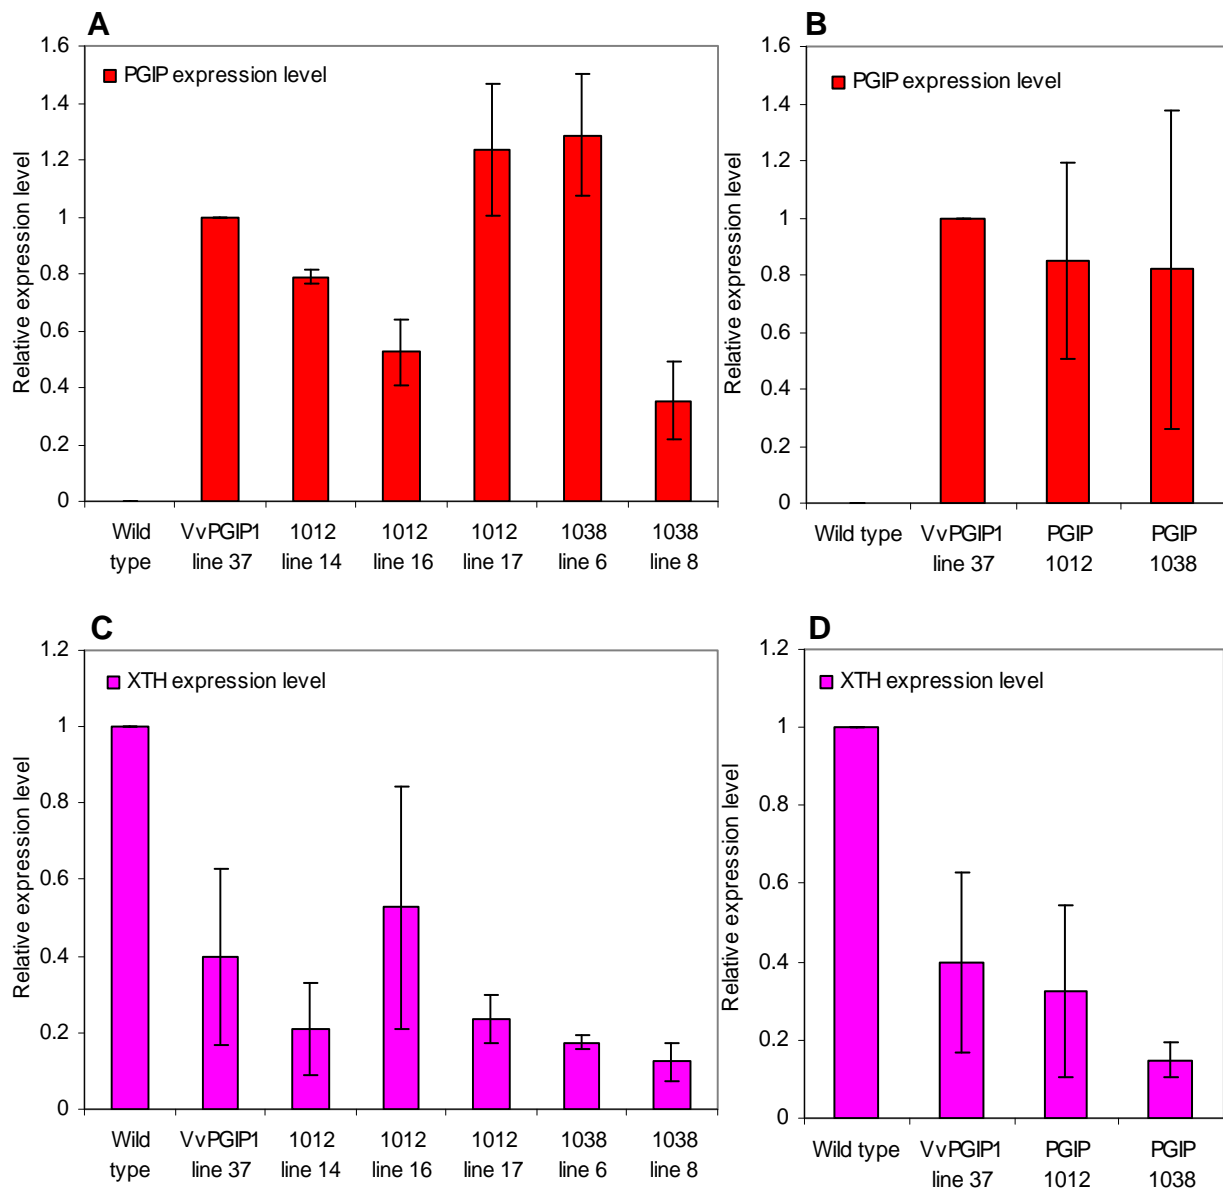 A
PGIP expression level
Relative expression level
1.6
1.4
1.2
1
0.8
0.6
0.4
0.2
0
Wild type
VvPGIP1 line 37
1012 line 14
1012 line 16
1012 line 17
1038 line 6
1038 line 8
B
PGIP expression level
Relative expression level
1.6
1.4
1.2
1
0.8
0.6
0.4
0.2
0
Wild type
VvPGIP1 line 37
PGIP 1012
PGIP 1038
C
XTH expression level
Relative expression level
1.2
1
0.8
0.6
0.4
0.2
0
Wild type
VvPGIP1 line 37
1012 line 14
1012 line 16
1012 line 17
1038 line 6
1038 line 8
D
XTH expression level
Relative expression level
1.2
1
0.8
0.6
0.4
0.2
0
Wild type
VvPGIP1 line 37
PGIP 1012
PGIP 1038